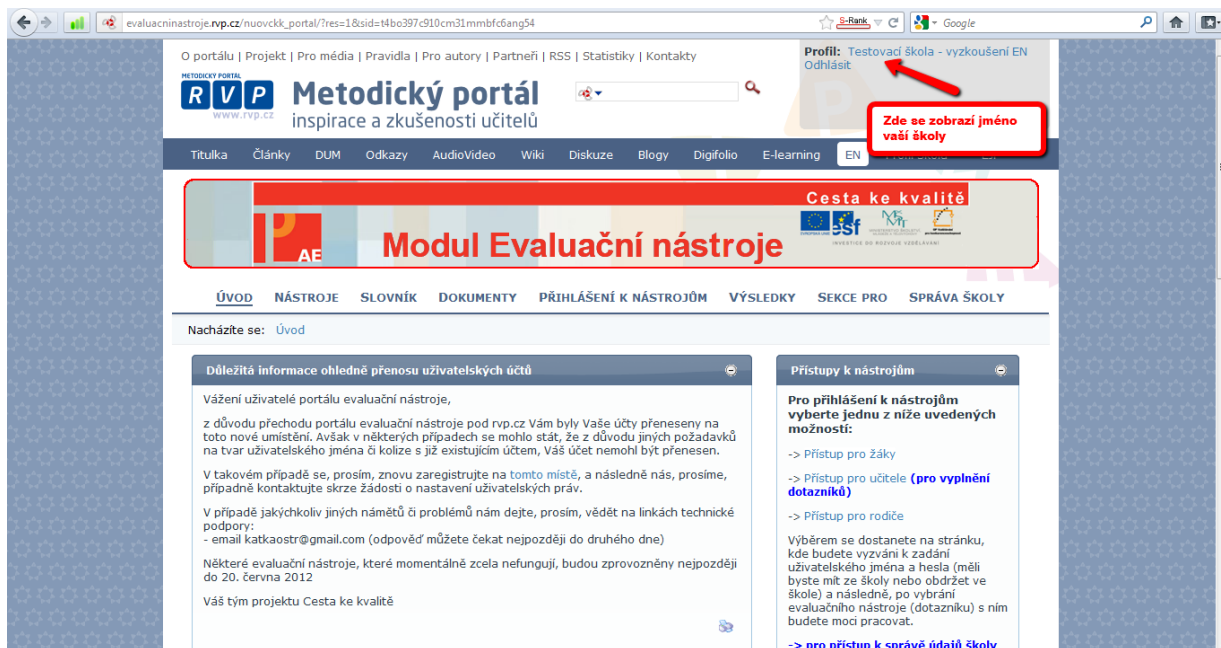 evaluacninastroje.rvp.cz/nuovckk_portal/?res=1&sid=t4bo397c910cm31mmbfc6ang54
S-Rank
Google
O portálu | Projekt | Pro média | Pravidla | Pro autory | Partneři | RSS | Statistiky | Kontakty
Profil: Testovací škola - vyzkoušení EN
Odhlásit
METODICKÝ PORTÁL
RVP
www.rvp.cz
Metodický portál
inspirace a zkušenosti učitelů
Zde se zobrazí jméno
vaší školy
Titulka Články DUM Odkazy AudioVideo Wiki Diskuze Blogy Digifolio E-learning EN
Cesta ke kvalitě
AE
Modul Evaluační nástroje
esf
INVESTICE DO ROZVOJE VZDĚLÁVÁNÍ
ÚVOD NÁSTROJE SLOVNÍK DOKUMENTY PŘIHLÁŠENÍ K NÁSTROJŮM VÝSLEDKY SEKCE PRO SPRÁVA ŠKOLY
Nacházíte se: Úvod
Důležitá informace ohledně přenosu uživatelských účtů
Vážení uživatelé portálu evaluační nástroje,
z důvodu přechodu portálu evaluační nástroje pod rvp.cz Vám byly Vaše účty přeneseny na
toto nové umístění. Avšak v některých případech se mohlo stát, že z důvodu jiných požadavků
na tvar uživatelského jména či kolize s již existujícím účtem, Váš účet nemohl být přenesen.
V takovém případě se, prosím, znovu zaregistrujte na tomto místě, a následně nás, prosíme,
případně kontaktujte skrze žádosti o nastavení uživatelských práv.
V případě jakýchkoliv jiných námětů či problémů nám dejte, prosím, vědět na linkách technické
podpory:
- email katkaostr@gmail.com (odpověď můžete čekat nejpozději do druhého dne)
Některé evaluační nástroje, které momentálně zcela nefungují, budou zprovozněny nejpozději
do 20. června 2012
Váš tým projektu Cesta ke kvalitě
Přístupy k nástrojům
Pro přihlášení k nástrojům
vyberte jednu z níže uvedených
možností:
-> Přístup pro žáky
-> Přístup pro učitele (pro vyplnění
dotazníků)
-> Přístup pro rodiče
Výběrem se dostanete na stránku,
kde budete vyzváni k zadání
uživatelského jména a hesla (měli
byste mít ze školy nebo obdržet ve
škole) a následně, po vybrání
evaluačního nástroje (dotazníku) s ním
budete moci pracovat.
-> pro přístup k správě údajů školy